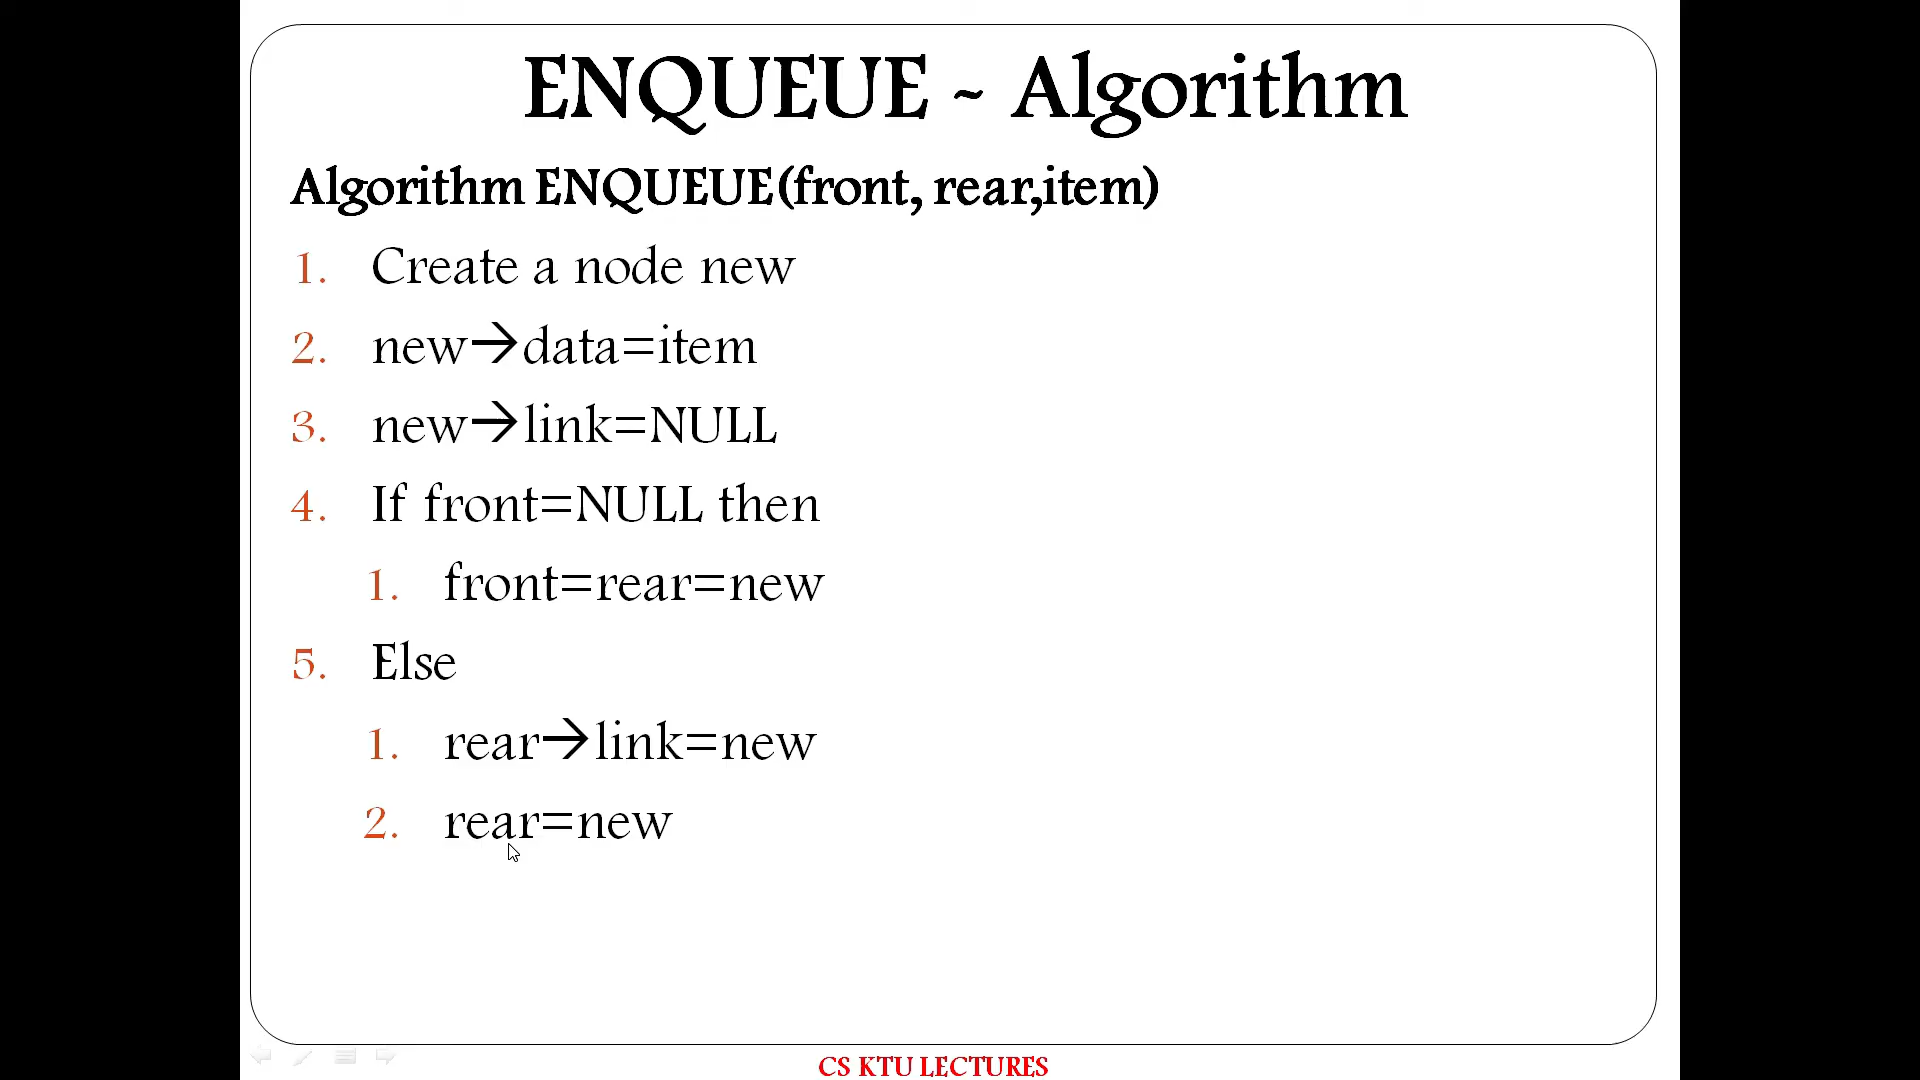 ENQUEUE ~ Algorithm
Algorithm ENQUEUE(front, rear,item)
1. Create a node new
2. new→data=item
3. new→link=NULL
4. If front=NULL then
1. front=rear=new
5. Else
1. rear→link=new
2. rear=new
CS KTU LECTURES